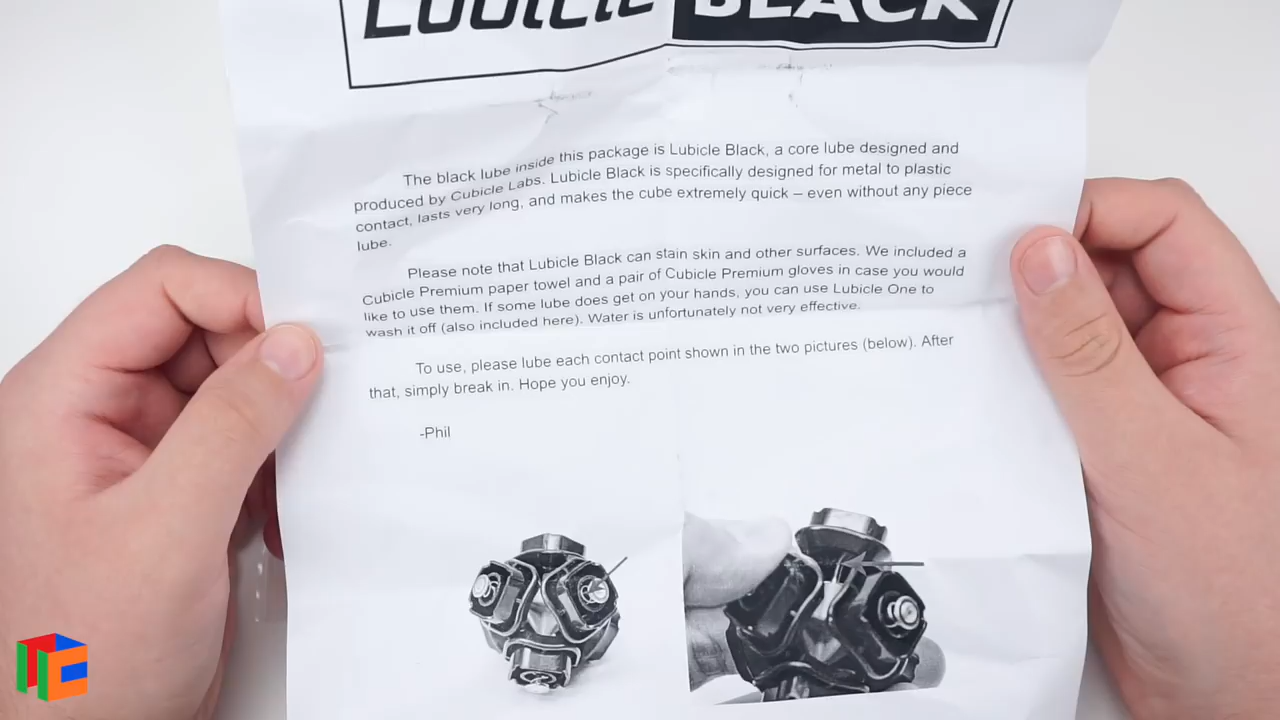 Lubicle BLACK
The black lube inside this package is Lubicle Black, a core lube designed and
produced by Cubicle Labs. Lubicle Black is specifically designed for metal to plastic
contact, lasts very long, and makes the cube extremely quick – even without any piece
lube.
Please note that Lubicle Black can stain skin and other surfaces. We included a
Cubicle Premium paper towel and a pair of Cubicle Premium gloves in case you would
like to use them. If some lube does get on your hands, you can use Lubicle One to
wash it off (also included here). Water is unfortunately not very effective.
To use, please lube each contact point shown in the two pictures (below). After
that, simply break in. Hope you enjoy.
-Phil